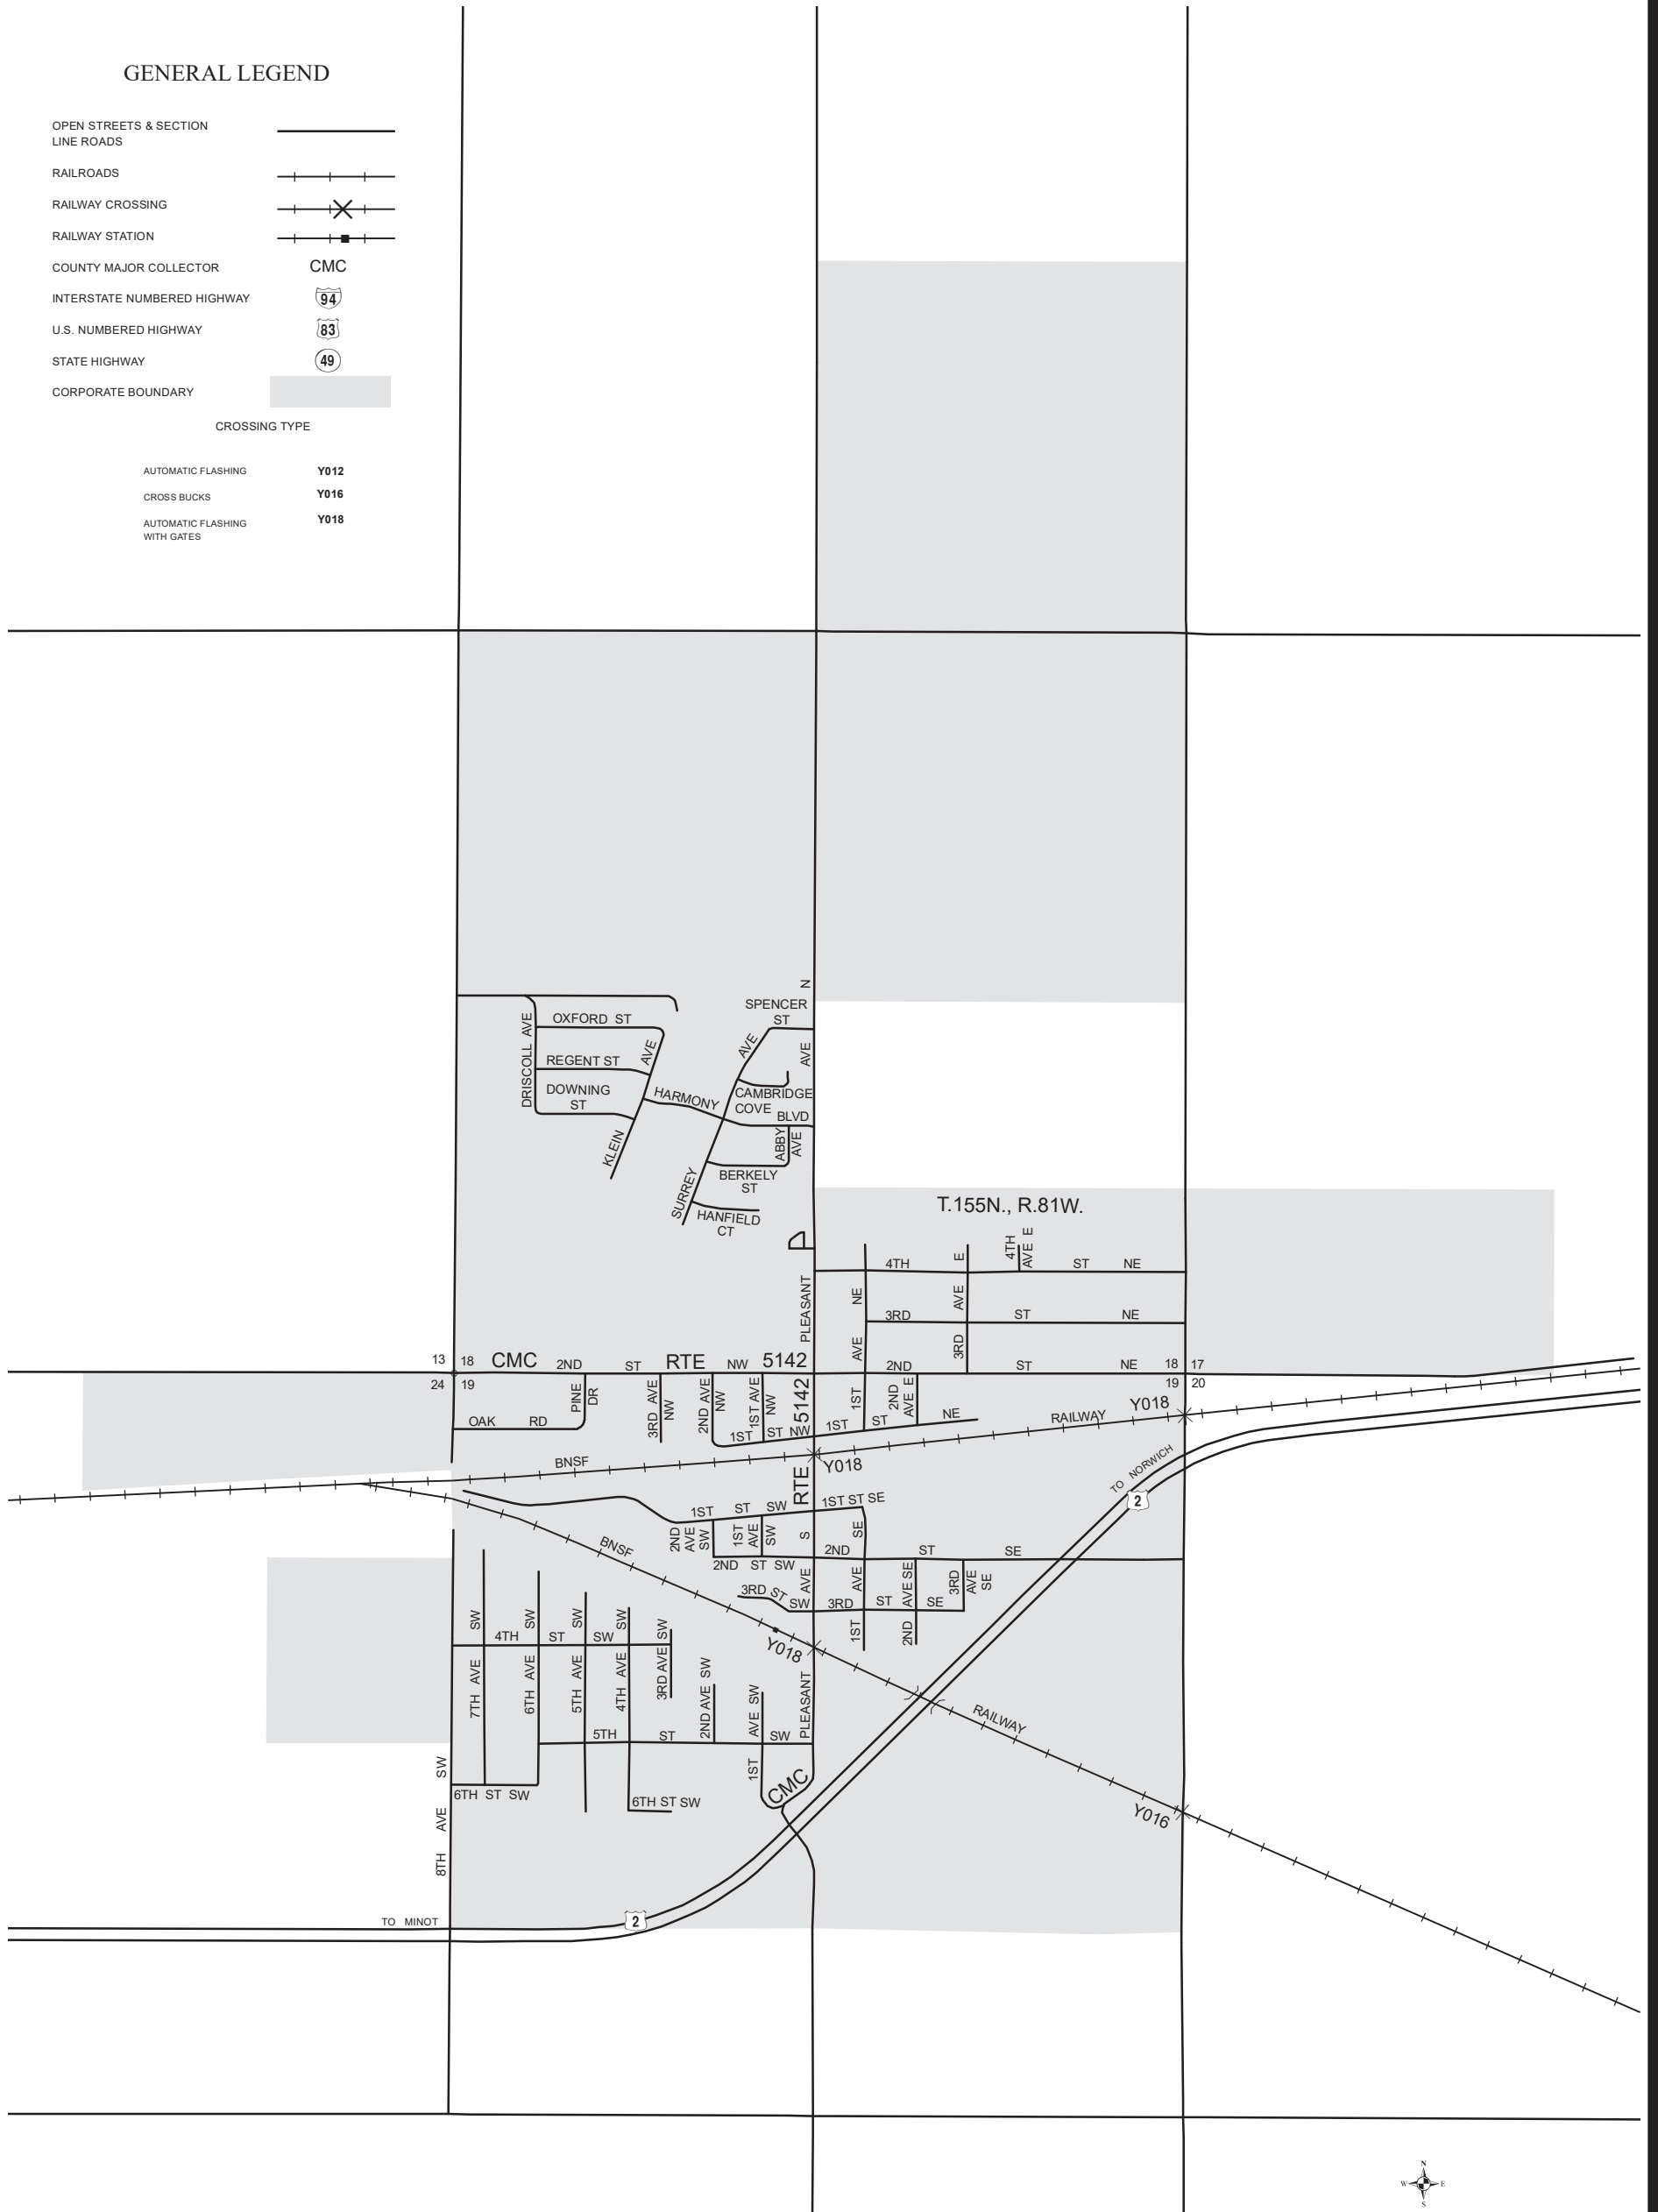 GENERAL LEGEND
OPEN STREETS & SECTION
LINE ROADS
RAILROADS
RAILWAY CROSSING
RAILWAY STATION
COUNTY MAJOR COLLECTOR CMC
INTERSTATE NUMBERED HIGHWAY 94
U.S. NUMBERED HIGHWAY 83
STATE HIGHWAY 49
CORPORATE BOUNDARY
CROSSING TYPE
AUTOMATIC FLASHING Y012
CROSS BUCKS Y016
AUTOMATIC FLASHING Y018
WITH GATES
N
SPENCER
ST
DRISCOLL AVE
OXFORD ST
AVE
AVE
AVE
REGENT ST
DOWNING
ST
HARMONY
CAMBRIDGE
COVE
BLVD
KLEIN
ABBY
AVE
BERKELY
ST
SURREY
HANFIELD
CT
T.155N., R.81W.
4TH
AVE E
4TH ST NE
PLEASANT
NE
AVE
3RD AVE E
3RD ST NE
13 18
CMC 2ND ST RTE NW 5142
2ND ST NE
18 17
24 19
19 20
PINE
DR
3RD AVE
NW
2ND AVE
NW
1ST AVE
NW
5142
1ST
2ND
AVE E
OAK RD
1ST ST NW
1ST ST NE
RAILWAY
Y018
BNSF
Y018
RTE
TO NORWICH
2
1ST ST SW
1ST ST SE
2ND
AVE
SW
1ST
AVE
SW
S
SE
BNSF
2ND ST SW
2ND ST SE
AVE
AVE
AVE SE
3RD
AVE
SE
3RD ST
SW
3RD ST SE
1ST
2ND
Y018
4TH ST SW
7TH AVE SW
6TH AVE SW
5TH AVE SW
4TH AVE SW
3RD AVE SW
2ND AVE SW
1ST AVE SW
PLEASANT
RAILWAY
5TH ST SW
CMC
6TH ST SW
6TH ST SW
Y016
8TH AVE SW
TO MINOT
2
N
W E
S